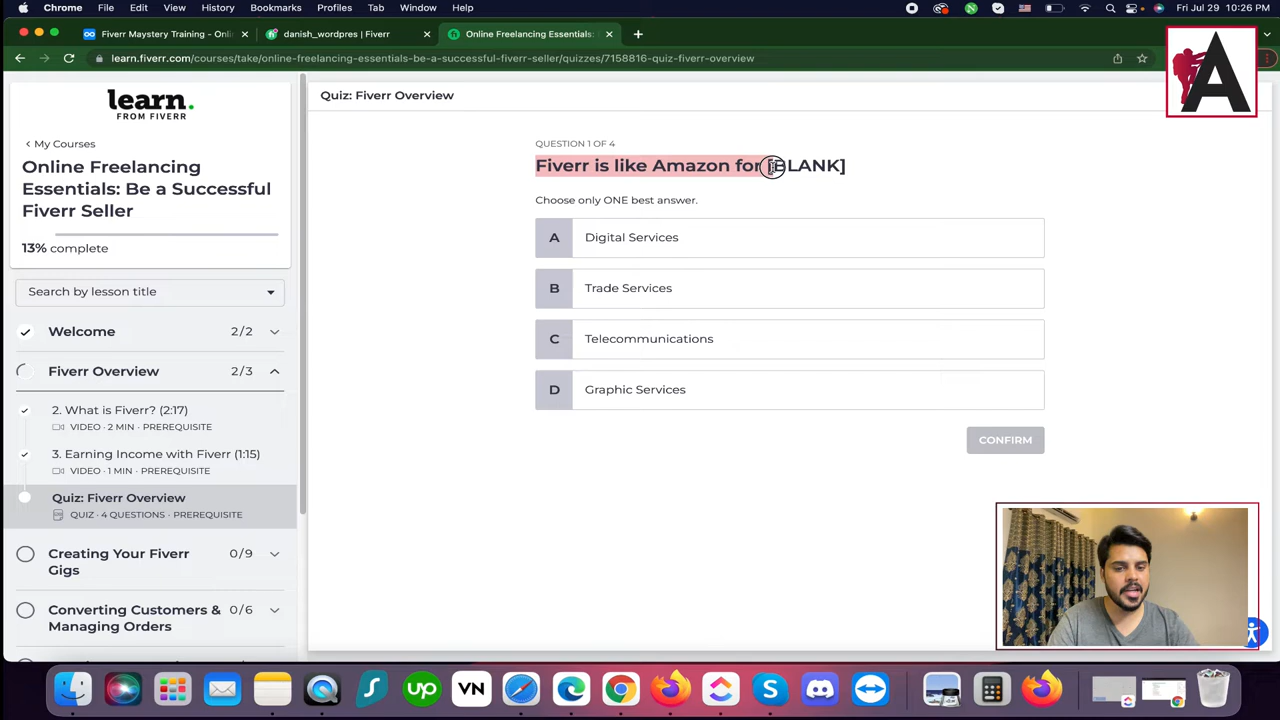 Chrome File Edit View History Bookmarks Profiles Tab Window Help Fri Jul 29 10:26 PM
Fiverr Maystery Training - Onli
danish_wordpres | Fiverr
Online Freelancing Essentials:
learn.fiverr.com/courses/take/online-freelancing-essentials-be-a-successful-fiverr-seller/quizzes/7158816-quiz-fiverr-overview
A
learn.
FROM FIVERR
My Courses
Online Freelancing
Essentials: Be a Successful
Fiverr Seller
13% complete
Search by lesson title
Welcome 2/2
Fiverr Overview 2/3
2. What is Fiverr? (2:17)
VIDEO · 2 MIN · PREREQUISITE
3. Earning Income with Fiverr (1:15)
VIDEO · 1 MIN · PREREQUISITE
Quiz: Fiverr Overview
QUIZ · 4 QUESTIONS · PREREQUISITE
Creating Your Fiverr 0/9
Gigs
Converting Customers & 0/6
Managing Orders
Quiz: Fiverr Overview
QUESTION 1 OF 4
Fiverr is like Amazon for [BLANK]
Choose only ONE best answer.
A Digital Services
B Trade Services
C Telecommunications
D Graphic Services
CONFIRM
up
VN